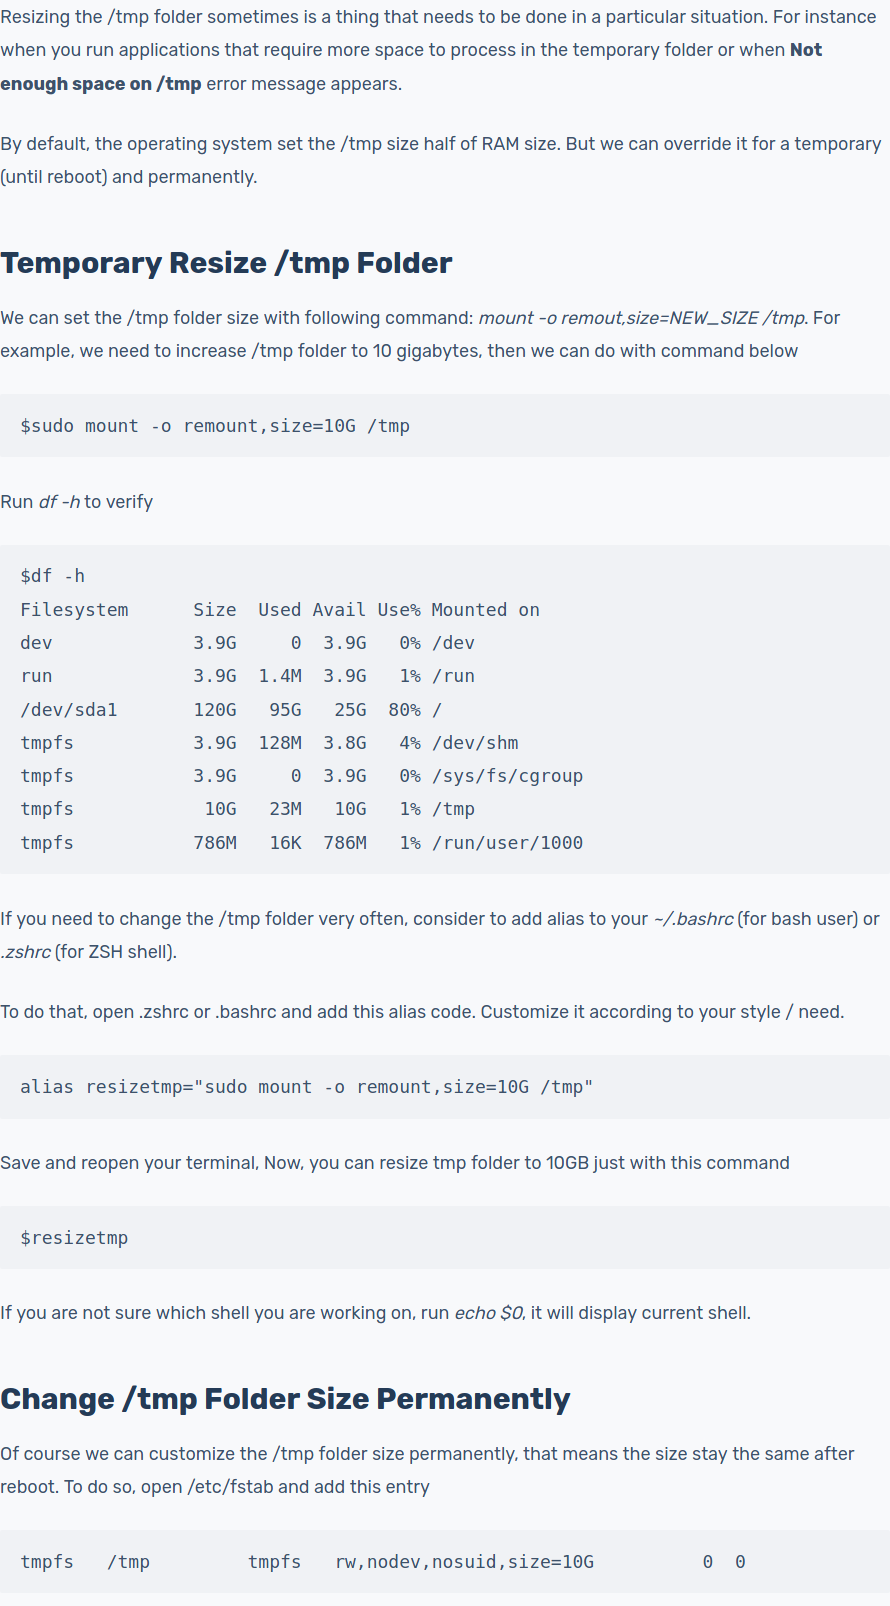 Resizing the /tmp folder sometimes is a thing that needs to be done in a particular situation. For instance
when you run applications that require more space to process in the temporary folder or when Not
enough space on /tmp error message appears.
By default, the operating system set the /tmp size half of RAM size. But we can override it for a temporary
(until reboot) and permanently.
Temporary Resize /tmp Folder
We can set the /tmp folder size with following command: mount -o remout,size=NEW_SIZE /tmp. For
example, we need to increase /tmp folder to 10 gigabytes, then we can do with command below
$sudo mount -o remount,size=10G /tmp
Run df -h to verify
$df -h
Filesystem      Size  Used Avail Use% Mounted on
dev             3.9G     0  3.9G   0% /dev
run             3.9G  1.4M  3.9G   1% /run
/dev/sda1       120G   95G   25G  80% /
tmpfs           3.9G  128M  3.8G   4% /dev/shm
tmpfs           3.9G     0  3.9G   0% /sys/fs/cgroup
tmpfs            10G   23M   10G   1% /tmp
tmpfs           786M   16K  786M   1% /run/user/1000
If you need to change the /tmp folder very often, consider to add alias to your ~/.bashrc (for bash user) or
.zshrc (for ZSH shell).
To do that, open .zshrc or .bashrc and add this alias code. Customize it according to your style / need.
alias resizetmp="sudo mount -o remount,size=10G /tmp"
Save and reopen your terminal, Now, you can resize tmp folder to 10GB just with this command
$resizetmp
If you are not sure which shell you are working on, run echo $0, it will display current shell.
Change /tmp Folder Size Permanently
Of course we can customize the /tmp folder size permanently, that means the size stay the same after
reboot. To do so, open /etc/fstab and add this entry
tmpfs   /tmp         tmpfs   rw,nodev,nosuid,size=10G          0  0